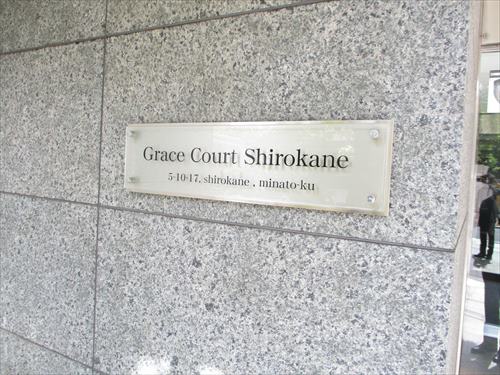 Grace Court Shirokane
5-10-17, shirokane , minato-ku